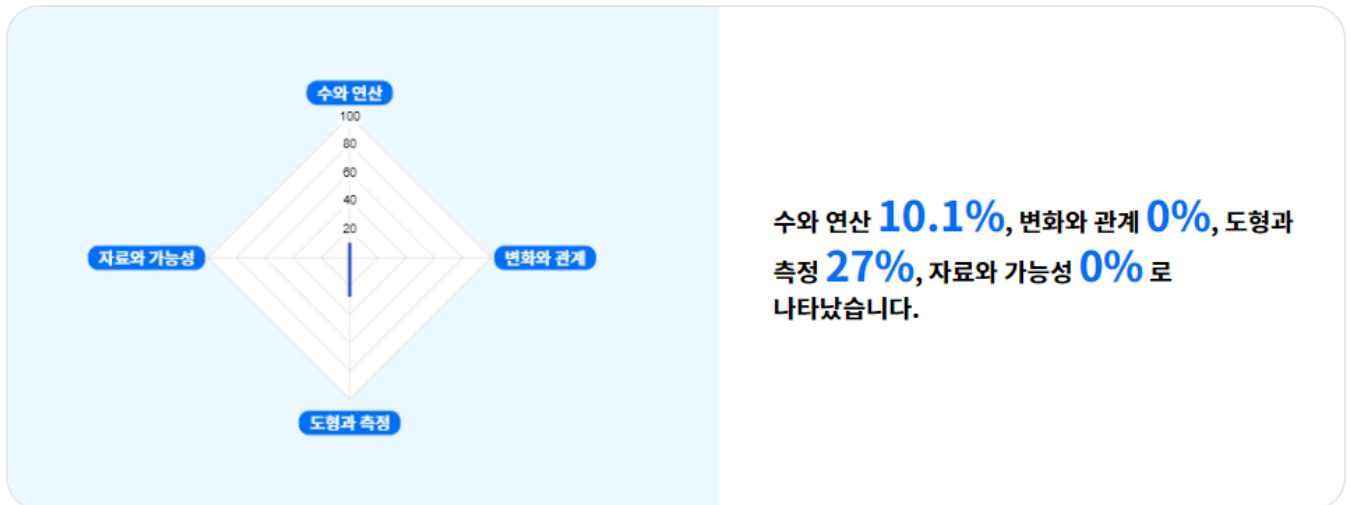 수와 연산
100
80
60
40
20
자료와 가능성
변화와 관계
도형과 측정
수와 연산 10.1%, 변화와 관계 0%, 도형과
측정 27%, 자료와 가능성 0% 로
나타났습니다.